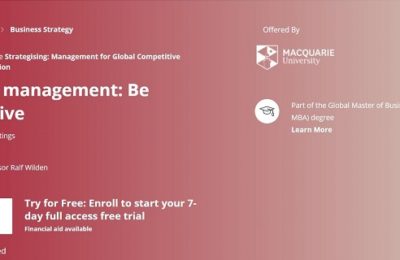 Business Strategy
Offered By
e Strategising: Management for Global Competitive
ion
MACQUARIE
University
management: Be
ive
Part of the Global Master of Busi
MBA) degree
Learn More
tings
sor Ralf Wilden
Try for Free: Enroll to start your 7-
day full access free trial
Financial aid available
ed